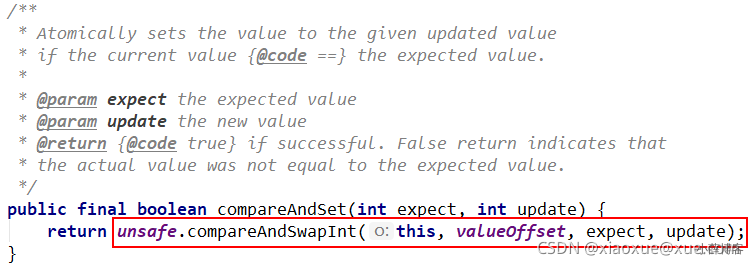 /**
* Atomically sets the value to the given updated value
* if the current value {@code ==} the expected value.
*
* @param expect the expected value
* @param update the new value
* @return {@code true} if successful. False return indicates that
* the actual value was not equal to the expected value.
*/
public final boolean compareAndSet(int expect, int update) {
return unsafe.compareAndSwapInt( o: this, valueOffset, expect, update);
}
CSDN @xiaoxue@xue